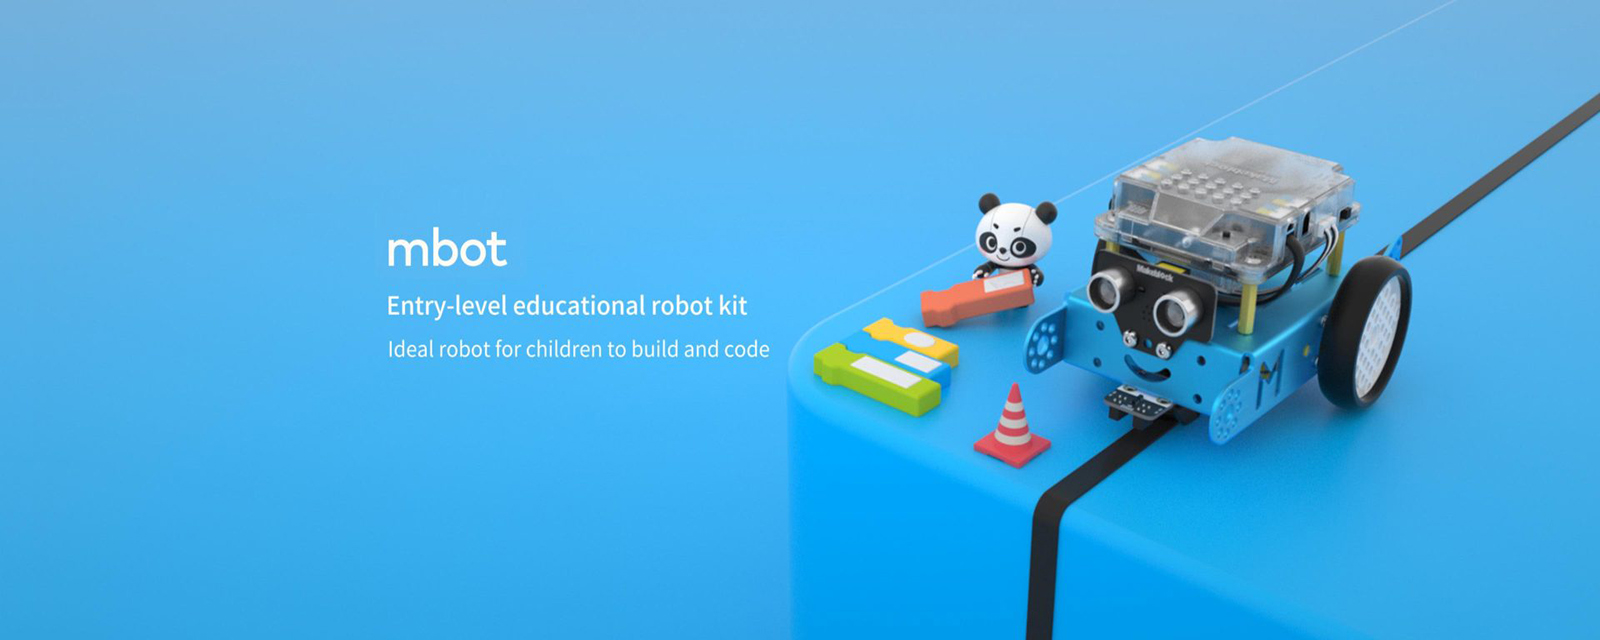 mbot
Entry-level educational robot kit
Ideal robot for children to build and code
Makeblock
M